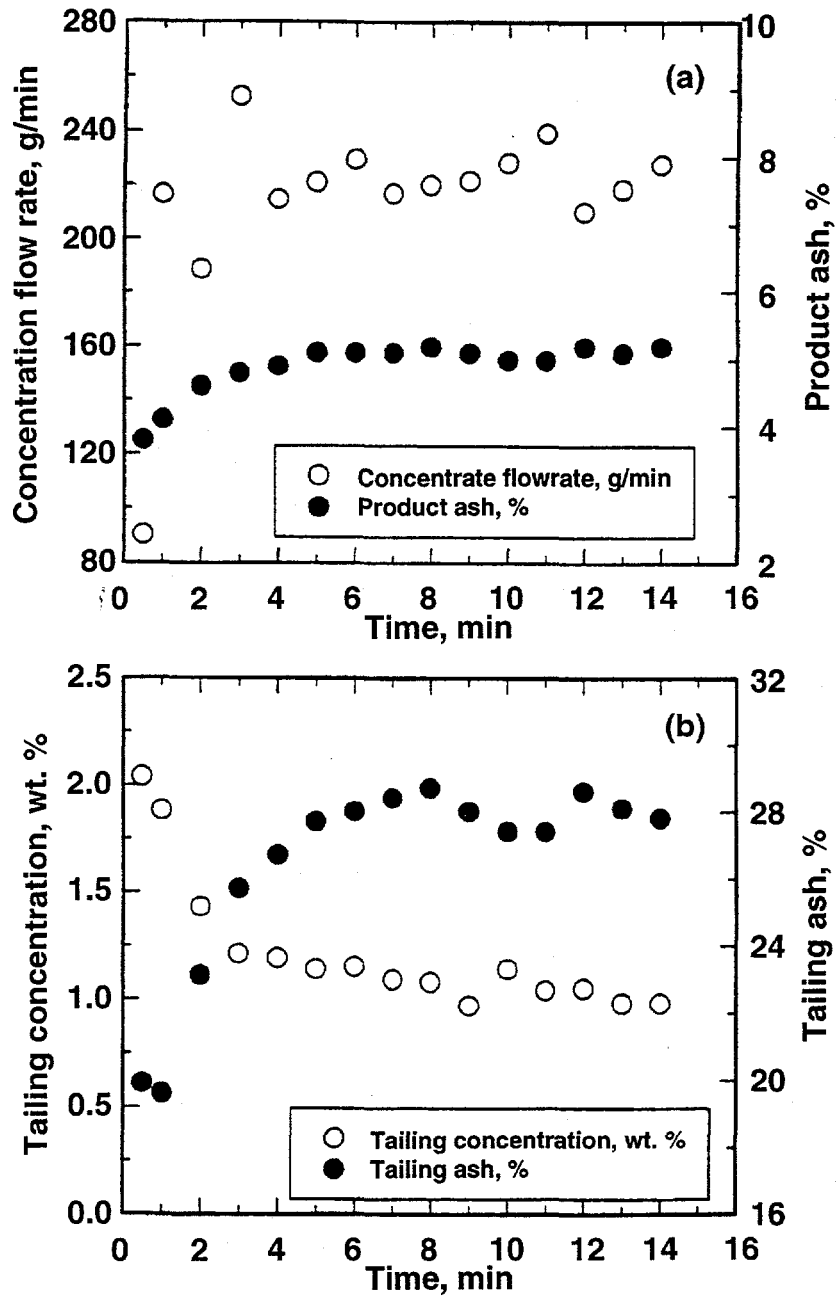 280
240
200
160
120
80
Concentration flow rate, g/min
10
8
6
4
2
Product ash, %
(a)
Concentrate flowrate, g/min
Product ash, %
0 2 4 6 8 10 12 14 16
Time, min
2.5
2.0
1.5
1.0
0.5
0.0
Tailing concentration, wt. %
32
28
24
20
16
Tailing ash, %
(b)
Tailing concentration, wt. %
Tailing ash, %
0 2 4 6 8 10 12 14 16
Time, min